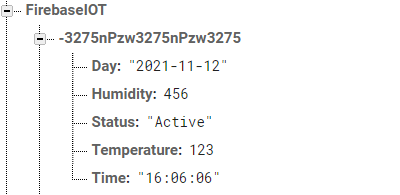 FirebaseIOT
-3275nPzw3275nPzw3275
Day: "2021-11-12"
Humidity: 456
Status: "Active"
Temperature: 123
Time: "16:06:06"